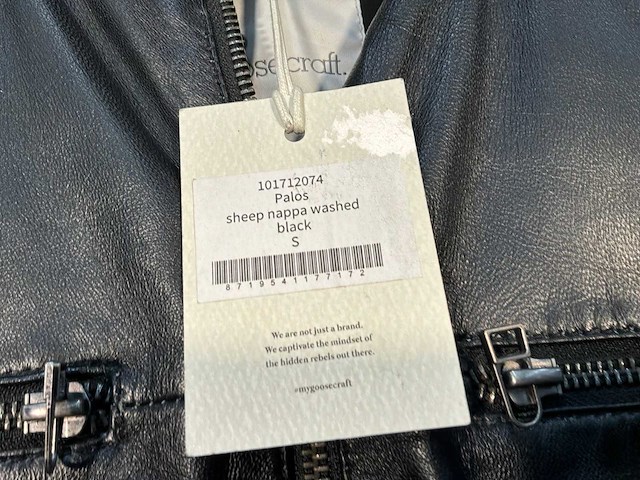 osecraft.
101712074
Palos
sheep nappa washed
black
S
8719541177172
We are not just a brand.
We captivate the mindset of
the hidden rebels out there.
#mygoosecraft